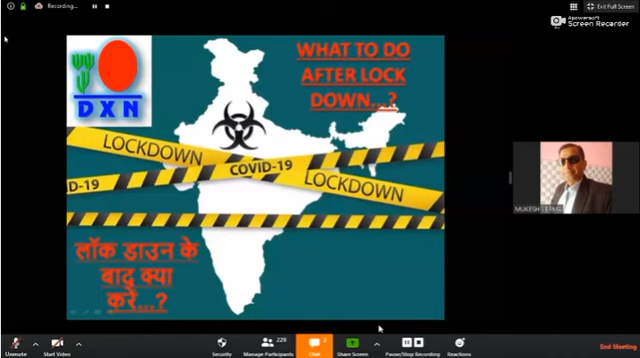 Recording...
Exit Full Screen
Apowersoft
Screen Recorder
DXN
WHAT TO DO
AFTER LOCK
DOWN...?
LOCKDOWN
COVID-19
D-19
LOCKDOWN
लॉक डाउन के
बाद क्या
करें...?
MUKESH
Unmute
Start Video
Security
228
Manage Participants
2
Chat
Share Screen
Pause/Stop Recording
Reactions
End Meeting